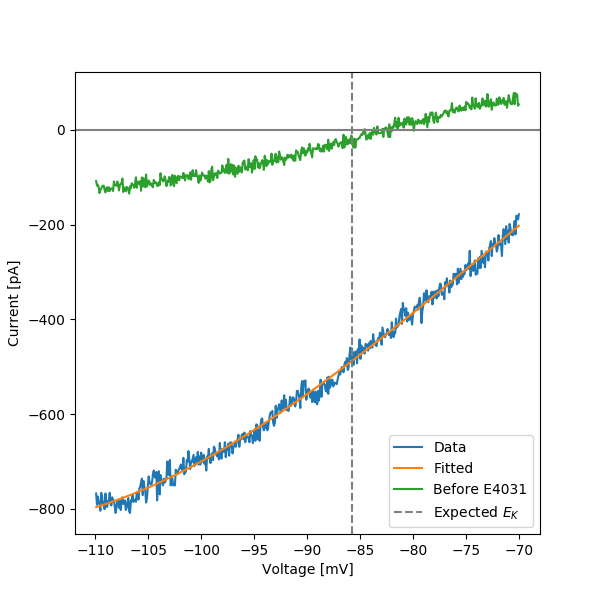 0
−200
−400
−600
−800
Current [pA]
−110
−105
−100
−95
−90
−85
−80
−75
−70
Voltage [mV]
Data
Fitted
Before E4031
Expected E_K